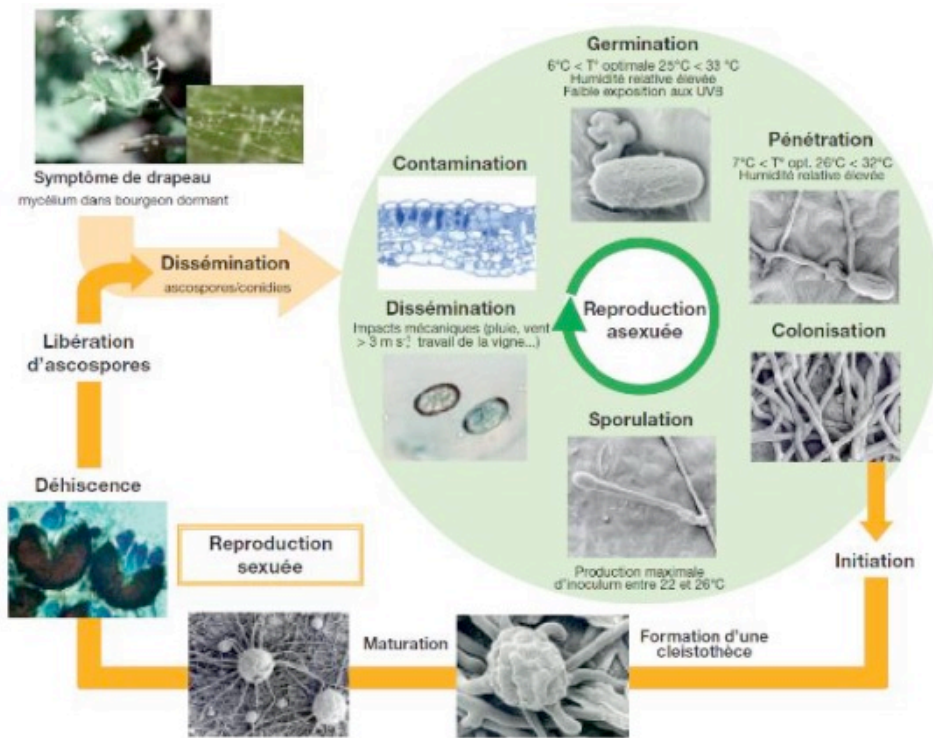 Symptôme de drapeau
mycélium dans bourgeon dormant
Dissémination
ascospores/conidies
Libération
d'ascospores
Déhiscence
Reproduction
sexuée
Maturation
Formation d'une
cleistothèce
Initiation
Germination
6°C < T° optimale 25°C < 33 °C
Humidité relative élevée
Faible exposition aux UVB
Pénétration
7°C < T° opt. 26°C < 32°C
Humidité relative élevée
Colonisation
Sporulation
Production maximale
d'inoculum entre 22 et 26°C
Dissémination
Impacts mécaniques (pluie, vent
> 3 m s⁻¹, travail de la vigne...)
Contamination
Reproduction
asexuée